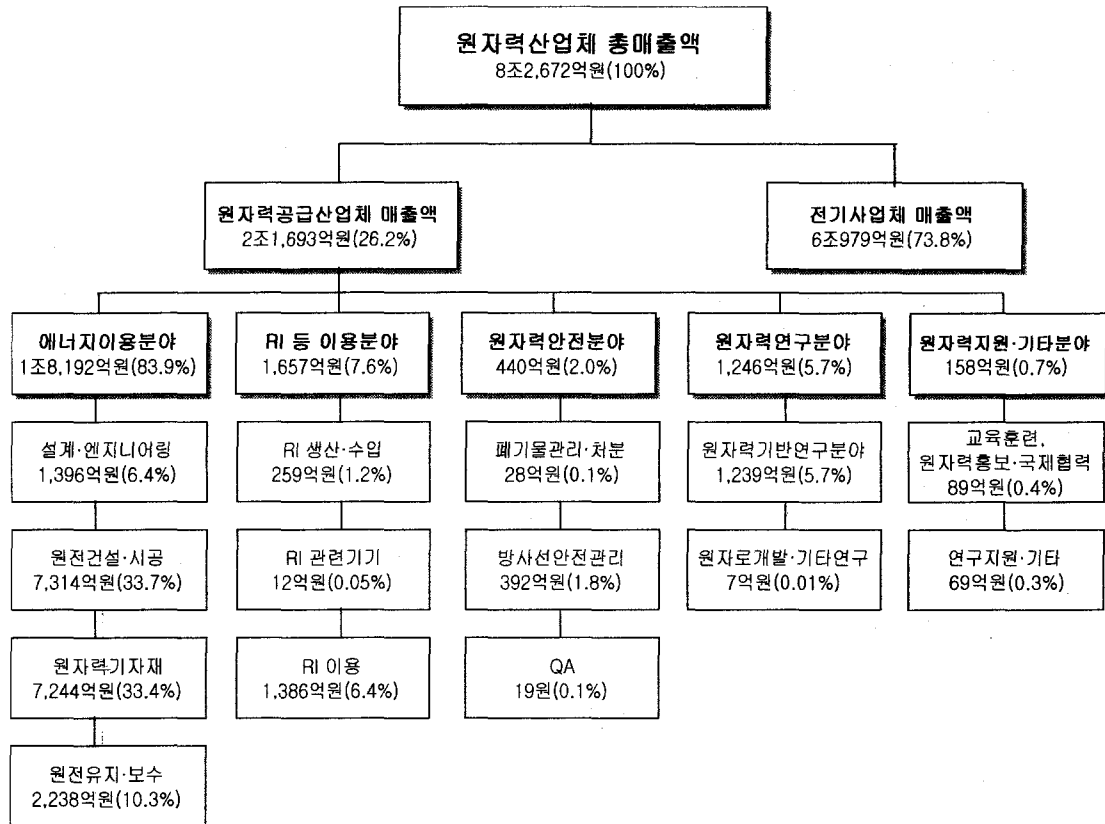 원자력산업체 총매출액
8조2,672억원(100%)
원자력공급산업체 매출액
2조1,693억원(26.2%)
전기사업체 매출액
6조979억원(73.8%)
에너지이용분야
1조8,192억원(83.9%)
RI 등 이용분야
1,657억원(7.6%)
원자력안전분야
440억원(2.0%)
원자력연구분야
1,246억원(5.7%)
원자력지원·기타분야
158억원(0.7%)
설계·엔지니어링
1,396억원(6.4%)
RI 생산·수입
259억원(1.2%)
폐기물관리·처분
28억원(0.1%)
원자력기반연구분야
1,239억원(5.7%)
교육훈련,
원자력홍보·국제협력
89억원(0.4%)
원전건설·시공
7,314억원(33.7%)
RI 관련기기
12억원(0.05%)
방사선안전관리
392억원(1.8%)
원자로개발·기타연구
7억원(0.01%)
연구지원·기타
69억원(0.3%)
원자력기자재
7,244억원(33.4%)
RI 이용
1,386억원(6.4%)
QA
19원(0.1%)
원전유지·보수
2,238억원(10.3%)